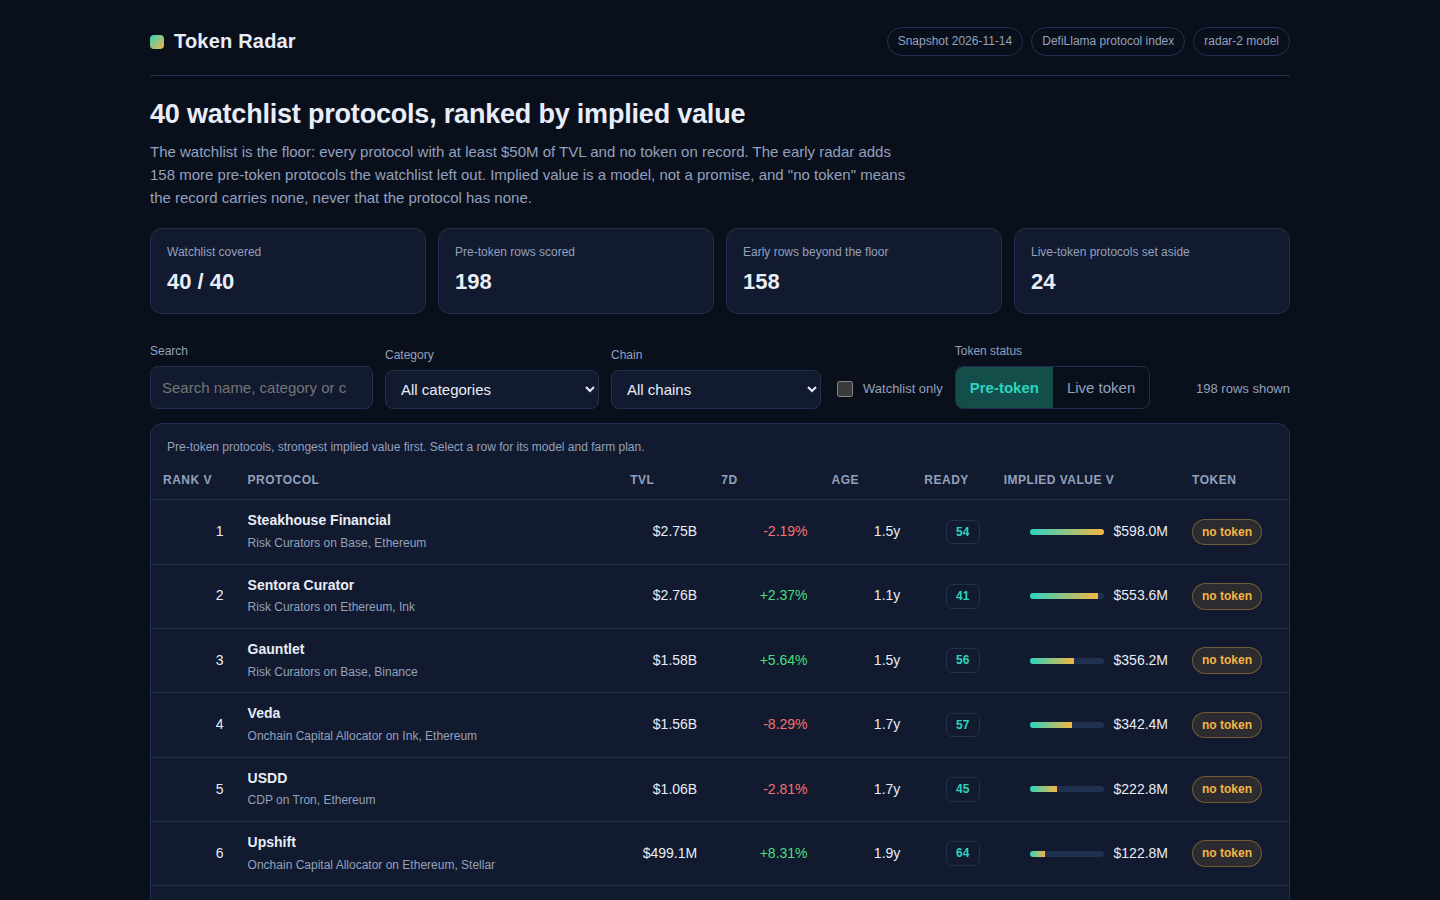 Token Radar
Snapshot 2026-11-14
DefiLlama protocol index
radar-2 model
40 watchlist protocols, ranked by implied value
The watchlist is the floor: every protocol with at least $50M of TVL and no token on record. The early radar adds
158 more pre-token protocols the watchlist left out. Implied value is a model, not a promise, and "no token" means
the record carries none, never that the protocol has none.
Watchlist covered
40 / 40
Pre-token rows scored
198
Early rows beyond the floor
158
Live-token protocols set aside
24
Search
Search name, category or c
Category
All categories
Chain
All chains
Watchlist only
Token status
Pre-token
Live token
198 rows shown
Pre-token protocols, strongest implied value first. Select a row for its model and farm plan.
RANK V PROTOCOL TVL 7D AGE READY IMPLIED VALUE V TOKEN
1 Steakhouse Financial $2.75B -2.19% 1.5y 54 $598.0M no token
Risk Curators on Base, Ethereum
2 Sentora Curator $2.76B +2.37% 1.1y 41 $553.6M no token
Risk Curators on Ethereum, Ink
3 Gauntlet $1.58B +5.64% 1.5y 56 $356.2M no token
Risk Curators on Base, Binance
4 Veda $1.56B -8.29% 1.7y 57 $342.4M no token
Onchain Capital Allocator on Ink, Ethereum
5 USDD $1.06B -2.81% 1.7y 45 $222.8M no token
CDP on Tron, Ethereum
6 Upshift $499.1M +8.31% 1.9y 64 $122.8M no token
Onchain Capital Allocator on Ethereum, Stellar